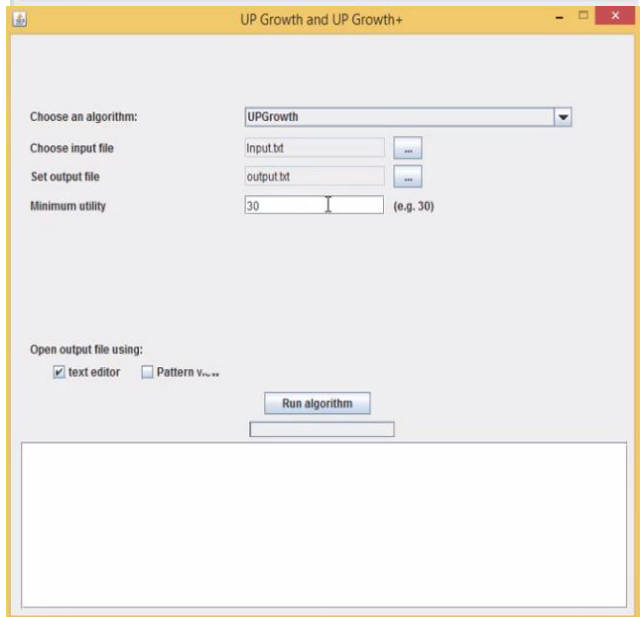 UP Growth and UP Growth+
Choose an algorithm: UPGrowth
Choose input file Input.txt ...
Set output file output.txt ...
Minimum utility 30 (e.g. 30)
Open output file using:
text editor Pattern
Run algorithm